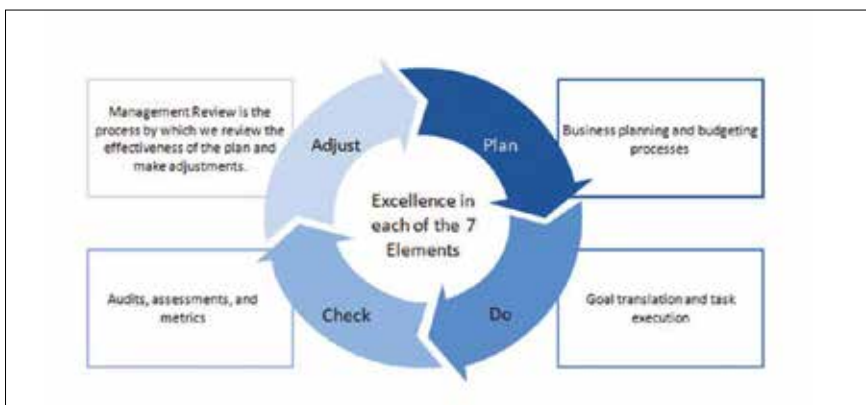 Management Review is the
process by which we review the
effectiveness of the plan and
make adjustments.
Adjust
Plan
Business planning and budgeting
processes
Excellence in
each of the 7
Elements
Audits, assessments, and
metrics
Check
Do
Goal translation and task
execution